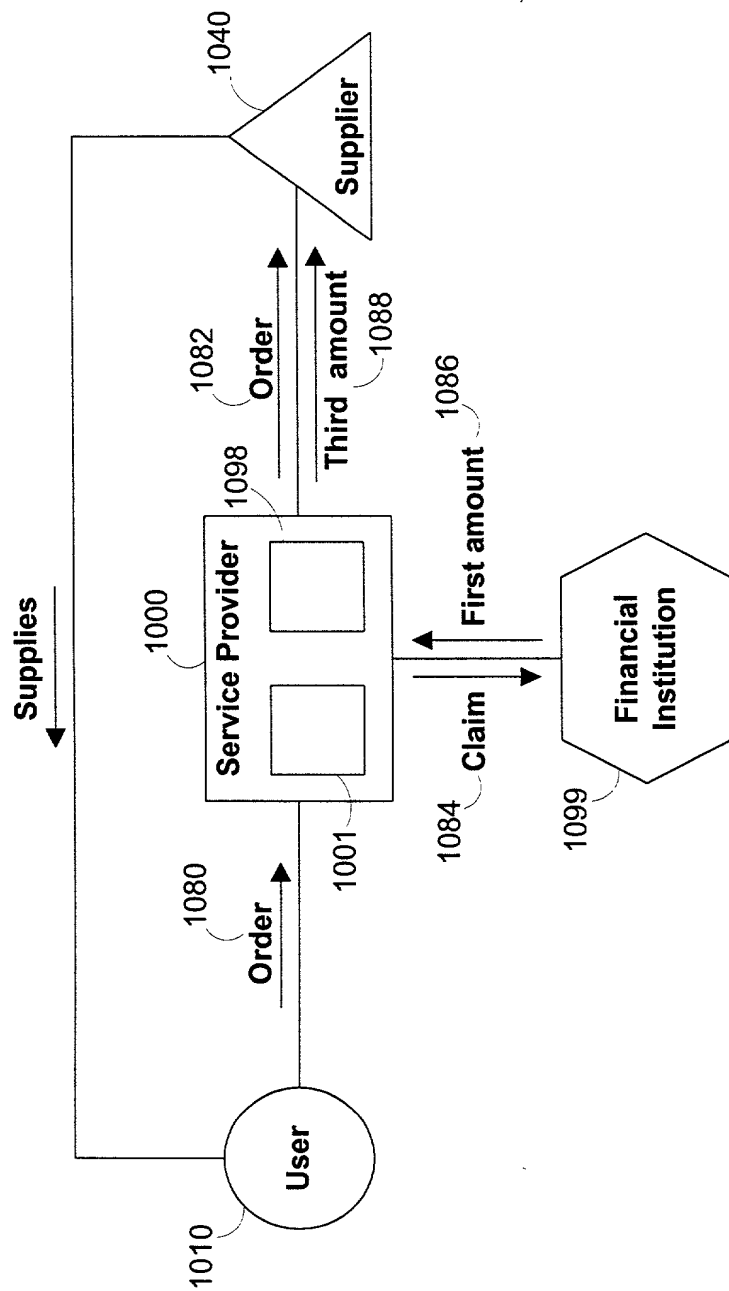 Supplies
1000
1040
Service Provider
1098
1001
1082
Order
Third amount
1088
Supplier
1080
Order
User
1010
1084
Claim
First amount
1086
1099
Financial
Institution